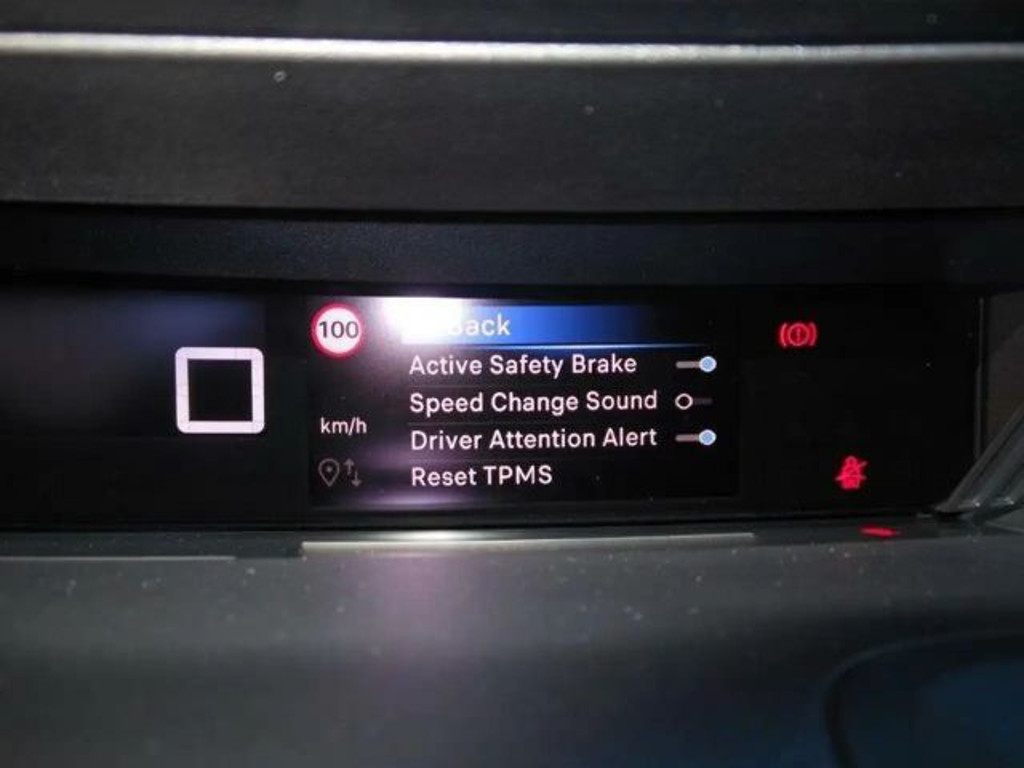 100
Back
Active Safety Brake
Speed Change Sound
km/h
Driver Attention Alert
Reset TPMS